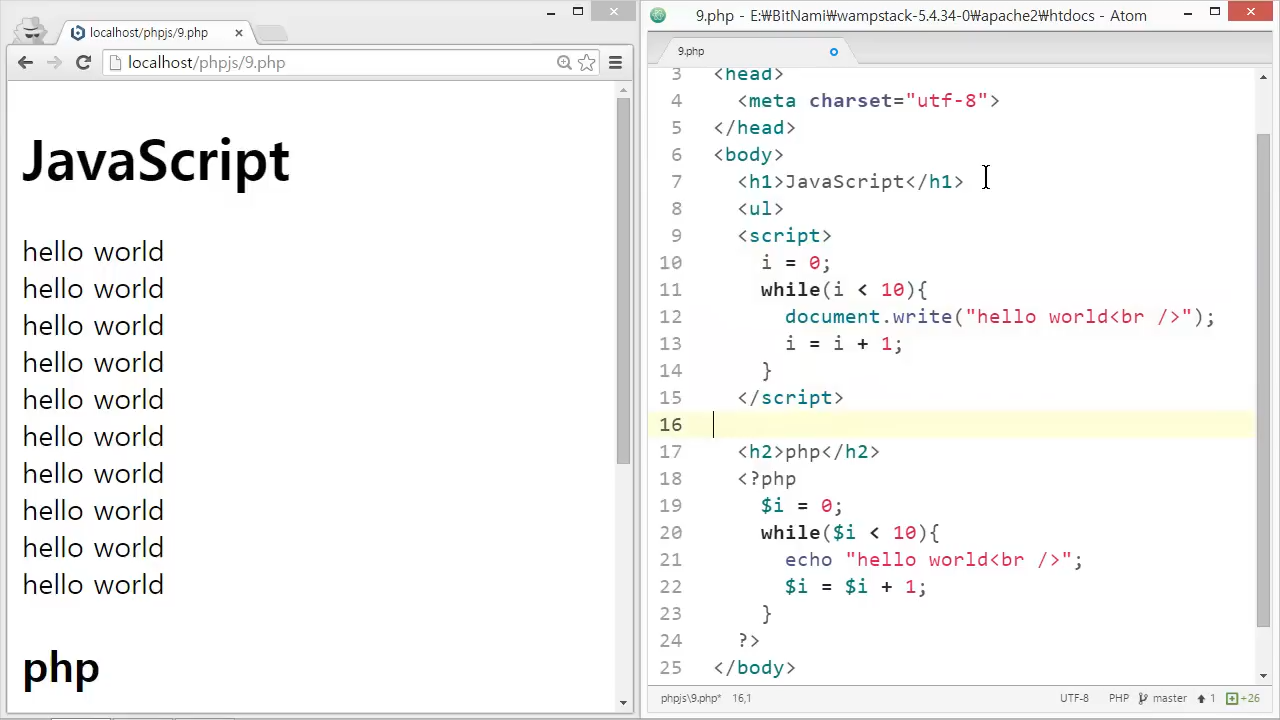 localhost/phpjs/9.php
localhost/phpjs/9.php
JavaScript
hello world
hello world
hello world
hello world
hello world
hello world
hello world
hello world
hello world
hello world
php
9.php - E:₩BitNami₩wampstack-5.4.34-0₩apache2₩htdocs - Atom
9.php
3 <head>
4 <meta charset="utf-8">
5 </head>
6 <body>
7 <h1>JavaScript</h1>
8 <ul>
9 <script>
10 i = 0;
11 while(i < 10){
12 document.write("hello world<br />");
13 i = i + 1;
14 }
15 </script>
16
17 <h2>php</h2>
18 <?php
19 $i = 0;
20 while($i < 10){
21 echo "hello world<br />";
22 $i = $i + 1;
23 }
24 ?>
25 </body>
phpjs\9.php* 16,1 UTF-8 PHP master 1 +26